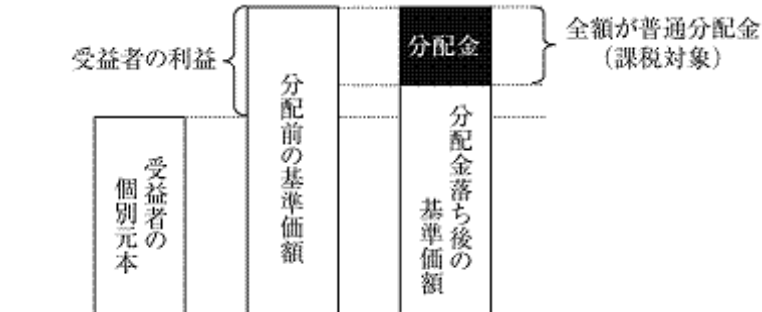 受益者の利益
分配金
全額が普通分配金
（課税対象）
受益者の
個別元本
分配前の基準価額
分配金落ち後の
基準価額